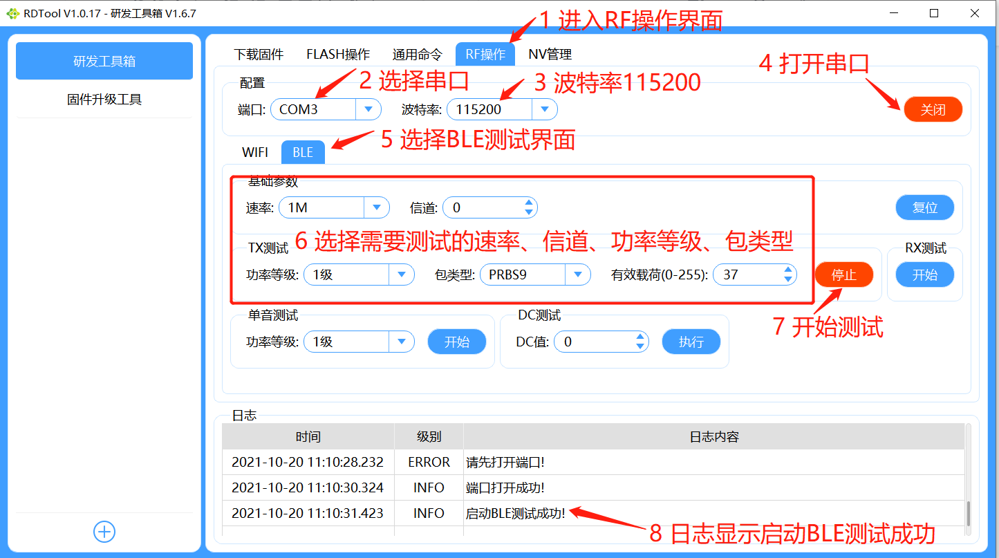 RDTool V1.0.17 - 研发工具箱 V1.6.7
1 进入RF操作界面
研发工具箱
固件升级工具
下载固件 FLASH操作 通用命令 RF操作 NV管理
4 打开串口
配置
2 选择串口
3 波特率115200
端口: COM3 波特率: 115200 关闭
5 选择BLE测试界面
WIFI BLE
基础参数
速率: 1M 信道: 0 复位
6 选择需要测试的速率、信道、功率等级、包类型
TX测试 RX测试
功率等级: 1级 包类型: PRBS9 有效载荷(0-255): 37 停止 开始
7 开始测试
单音测试 DC测试
功率等级: 1级 开始 DC值: 0 执行
日志
时间 级别 日志内容
2021-10-20 11:10:28.232 ERROR 请先打开端口!
2021-10-20 11:10:30.324 INFO 端口打开成功!
2021-10-20 11:10:31.423 INFO 启动BLE测试成功!
8 日志显示启动BLE测试成功